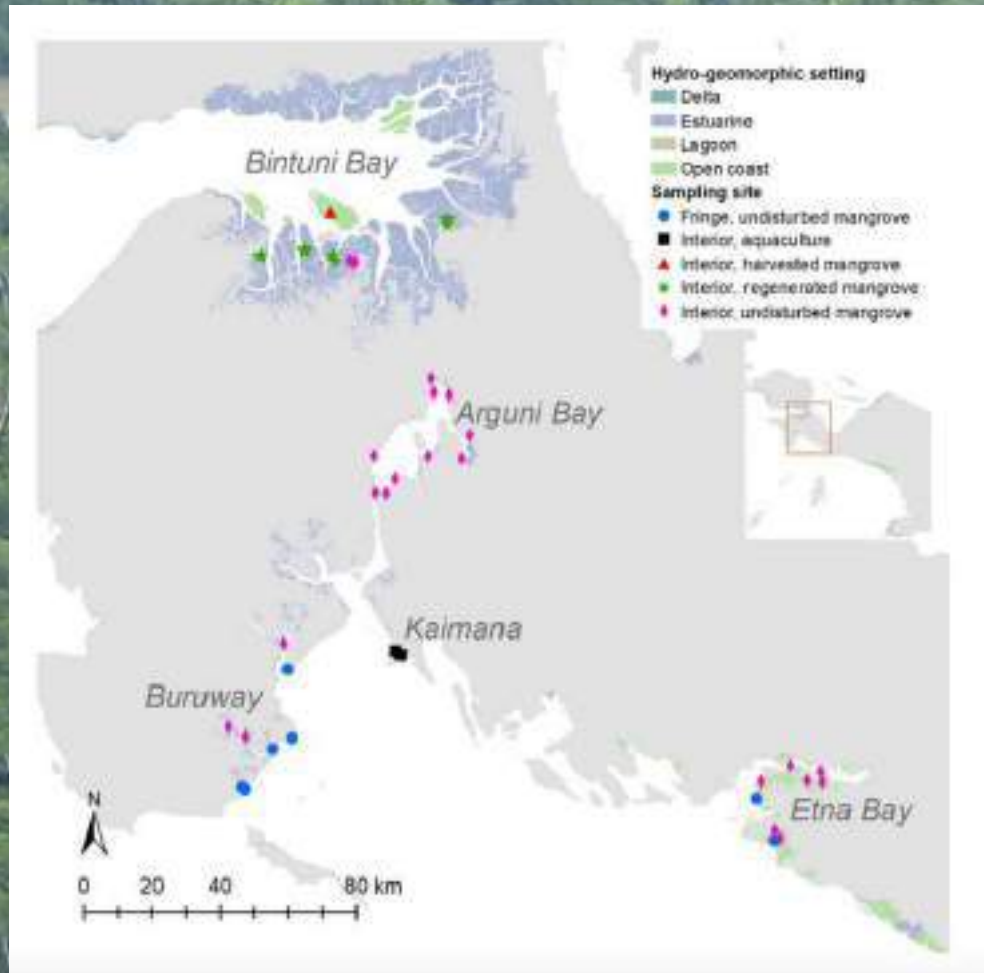 Hydro-geomorphic setting
Delta
Estuarine
Lagoon
Open coast
Sampling site
Fringe, undisturbed mangrove
Interior, aquaculture
Interior, harvested mangrove
Interior, regenerated mangrove
Interior, undisturbed mangrove
Bintuni Bay
Arguni Bay
Kaimana
Buruway
Etna Bay
N
0 20 40 80 km